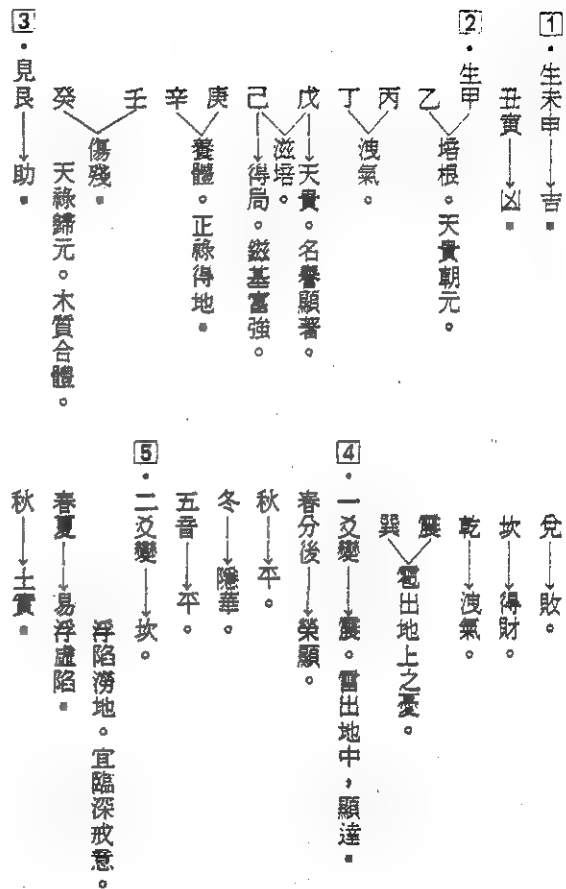 1・生未申→吉。
丑寅→凶。
2・生甲
乙
培根。天貴朝元。
丙
丁
洩氣。
戊→天貴。名譽顯著。
滋培。
己→得局。鎡基富強。
庚
辛
養體。正祿得地。
壬
癸
傷殘。
天祿歸元。木質合體。
3・見艮→助。
兌→敗。
坎→得財。
乾→洩氣。
震
巽
雷出地上之憂。
4・一爻變→震。雷出地中，顯達。
春分後→榮顯。
秋→平。
冬→隱華。
五音→平。
5・二爻變→坎。
浮陷澇地。宜臨深戒意。
春夏→易浮虛陷。
秋→土實。